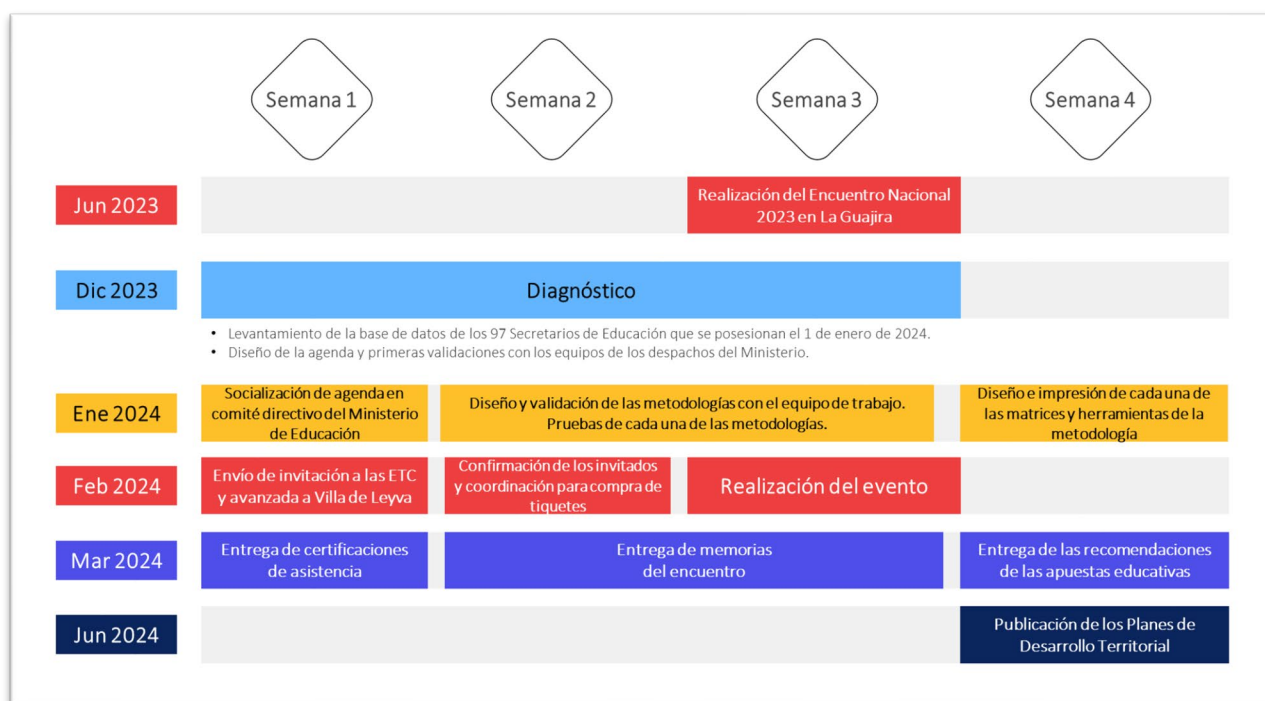 Semana 1
Semana 2
Semana 3
Semana 4
Jun 2023
Realización del Encuentro Nacional
2023 en La Guajira
Dic 2023
Diagnóstico
• Levantamiento de la base de datos de los 97 Secretarios de Educación que se posesionan el 1 de enero de 2024.
• Diseño de la agenda y primeras validaciones con los equipos de los despachos del Ministerio.
Ene 2024
Socialización de agenda en
comité directivo del Ministerio
de Educación
Diseño y validación de las metodologías con el equipo de trabajo.
Pruebas de cada una de las metodologías.
Diseño e impresión de cada una de
las matrices y herramientas de la
metodología
Feb 2024
Envío de invitación a las ETC
y avanzada a Villa de Leyva
Confirmación de los invitados
y coordinación para compra de
tiquetes
Realización del evento
Mar 2024
Entrega de certificaciones
de asistencia
Entrega de memorias
del encuentro
Entrega de las recomendaciones
de las apuestas educativas
Jun 2024
Publicación de los Planes de
Desarrollo Territorial